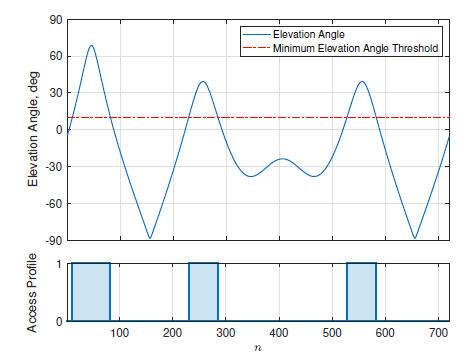 90
60
30
0
-30
-60
-90
Elevation Angle, deg
Elevation Angle
Minimum Elevation Angle Threshold
1
0
Access Profile
100 200 300 400 500 600 700
n